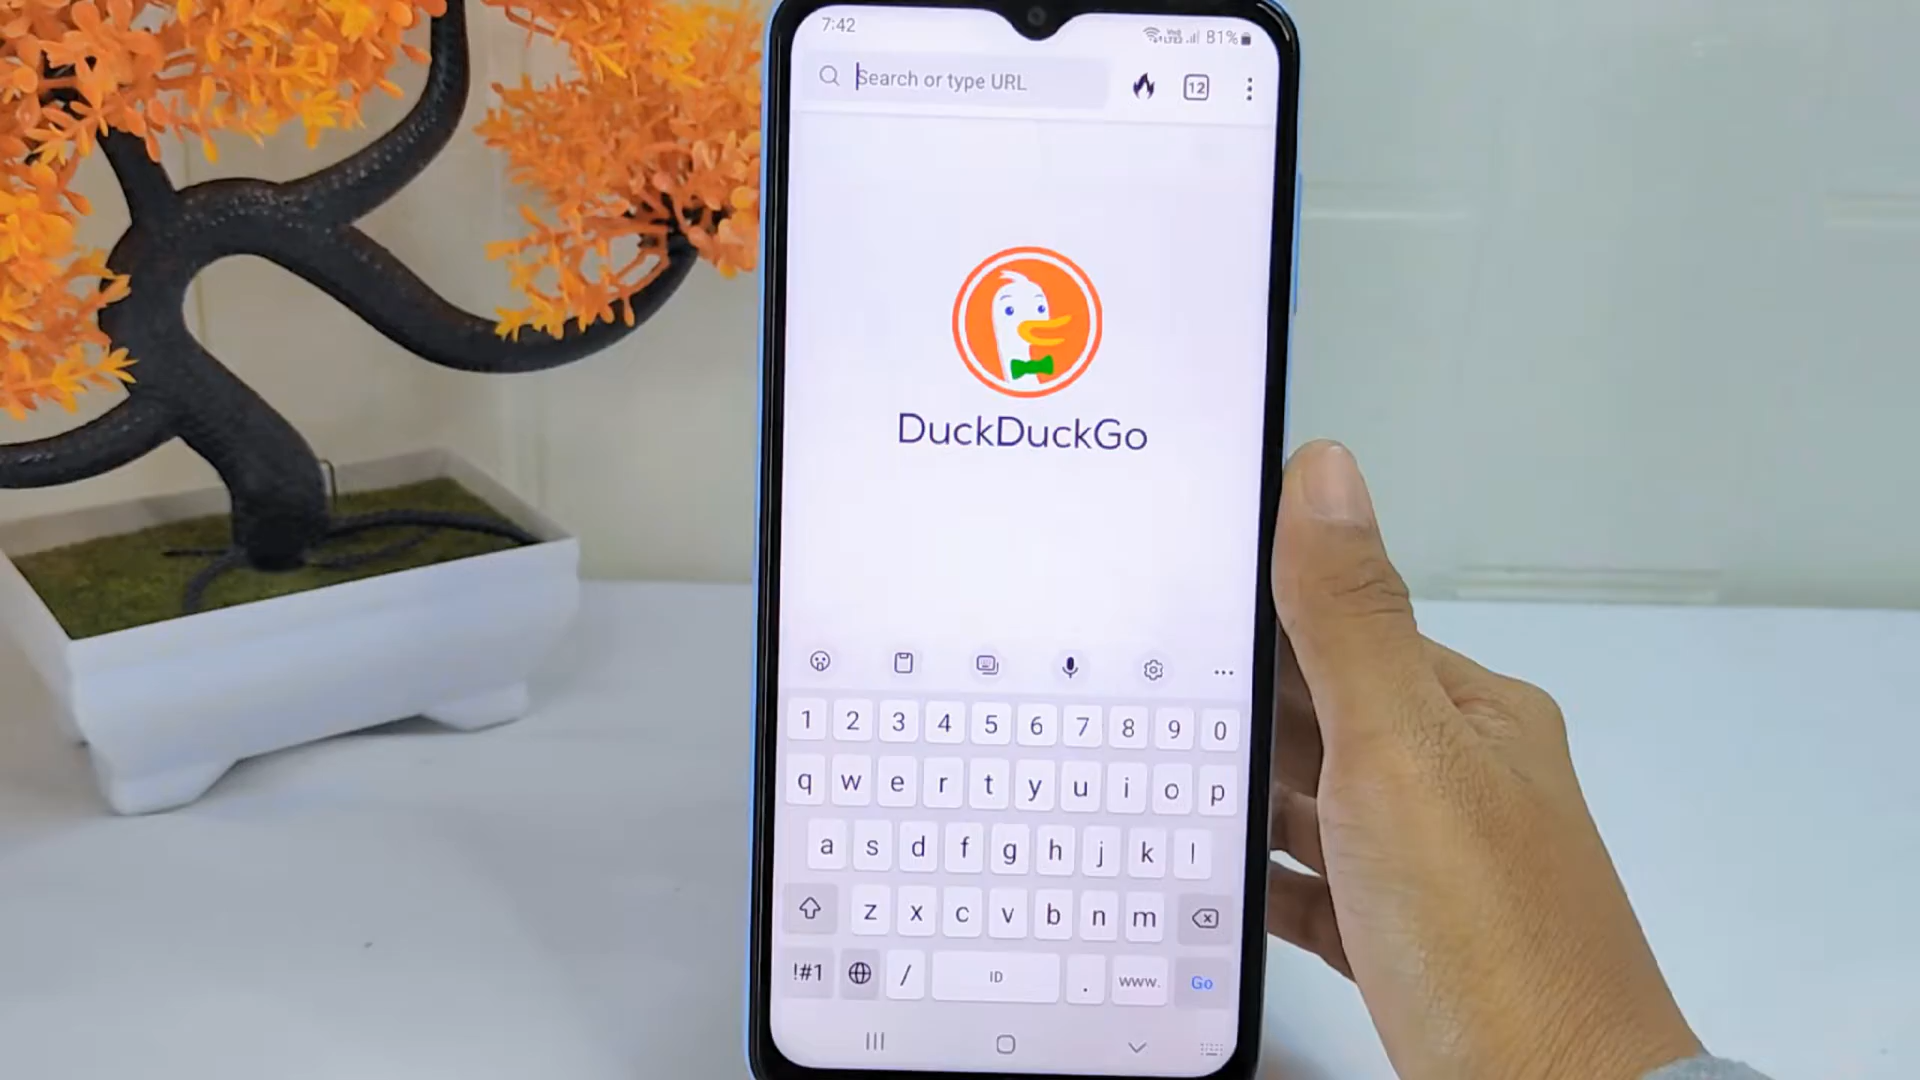 7:42
81%
Search or type URL
12
DuckDuckGo
1 2 3 4 5 6 7 8 9 0
q w e r t y u i o p
a s d f g h j k l
z x c v b n m
!#1 / ID . www. Go